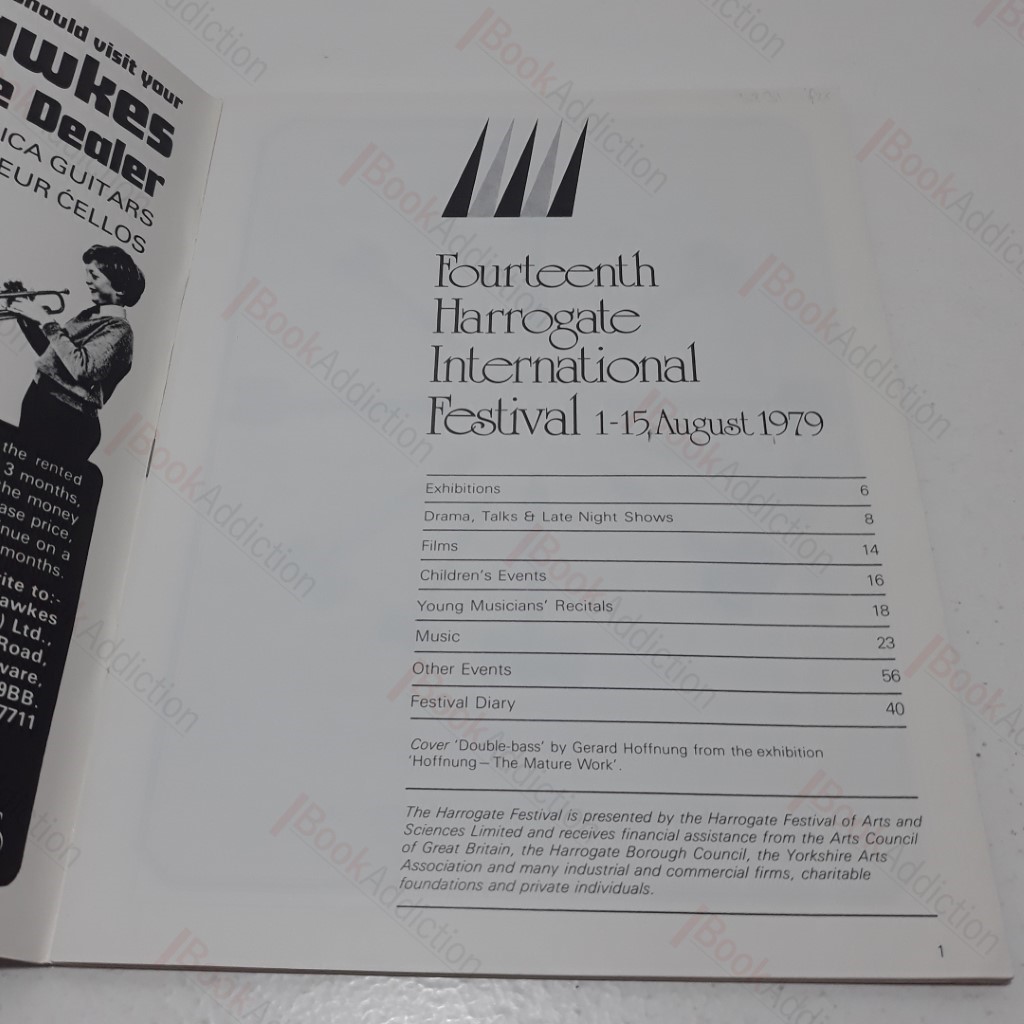 should visit your
wkes
Dealer
ICA GUITARS
EUR ĆELLOS
the rented
3 months,
the money
ase price,
nue on a
months.
ite to:-
awkes
) Ltd.,
Road,
ware,
9BB.
7711
Fourteenth
Harrogate
International
Festival 1-15, August 1979
Exhibitions 6
Drama, Talks & Late Night Shows 8
Films 14
Children's Events 16
Young Musicians' Recitals 18
Music 23
Other Events 56
Festival Diary 40
Cover 'Double-bass' by Gerard Hoffnung from the exhibition
'Hoffnung – The Mature Work'.
The Harrogate Festival is presented by the Harrogate Festival of Arts and
Sciences Limited and receives financial assistance from the Arts Council
of Great Britain, the Harrogate Borough Council, the Yorkshire Arts
Association and many industrial and commercial firms, charitable
foundations and private individuals.
1
BookAddiction